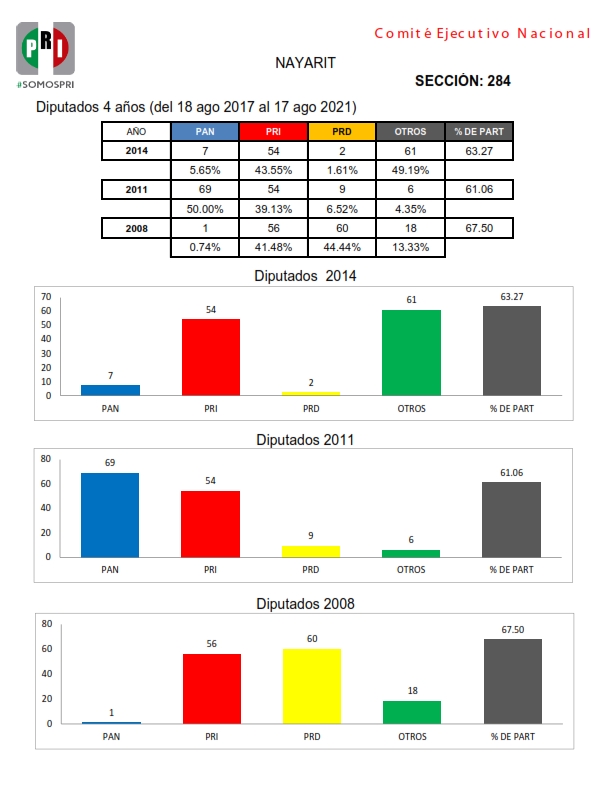 Comité Ejecutivo Nacional
PRI
#SOMOSPRI
NAYARIT
SECCIÓN: 284
Diputados 4 años (del 18 ago 2017 al 17 ago 2021)
AÑO PAN PRI PRD OTROS % DE PART
2014 7 54 2 61 63.27
5.65% 43.55% 1.61% 49.19%
2011 69 54 9 6 61.06
50.00% 39.13% 6.52% 4.35%
2008 1 56 60 18 67.50
0.74% 41.48% 44.44% 13.33%
Diputados 2014
70
60
50
40
30
20
10
0
7 54 2 61 63.27
PAN PRI PRD OTROS % DE PART
Diputados 2011
80
60
40
20
0
69 54 9 6 61.06
PAN PRI PRD OTROS % DE PART
Diputados 2008
80
60
40
20
0
1 56 60 18 67.50
PAN PRI PRD OTROS % DE PART